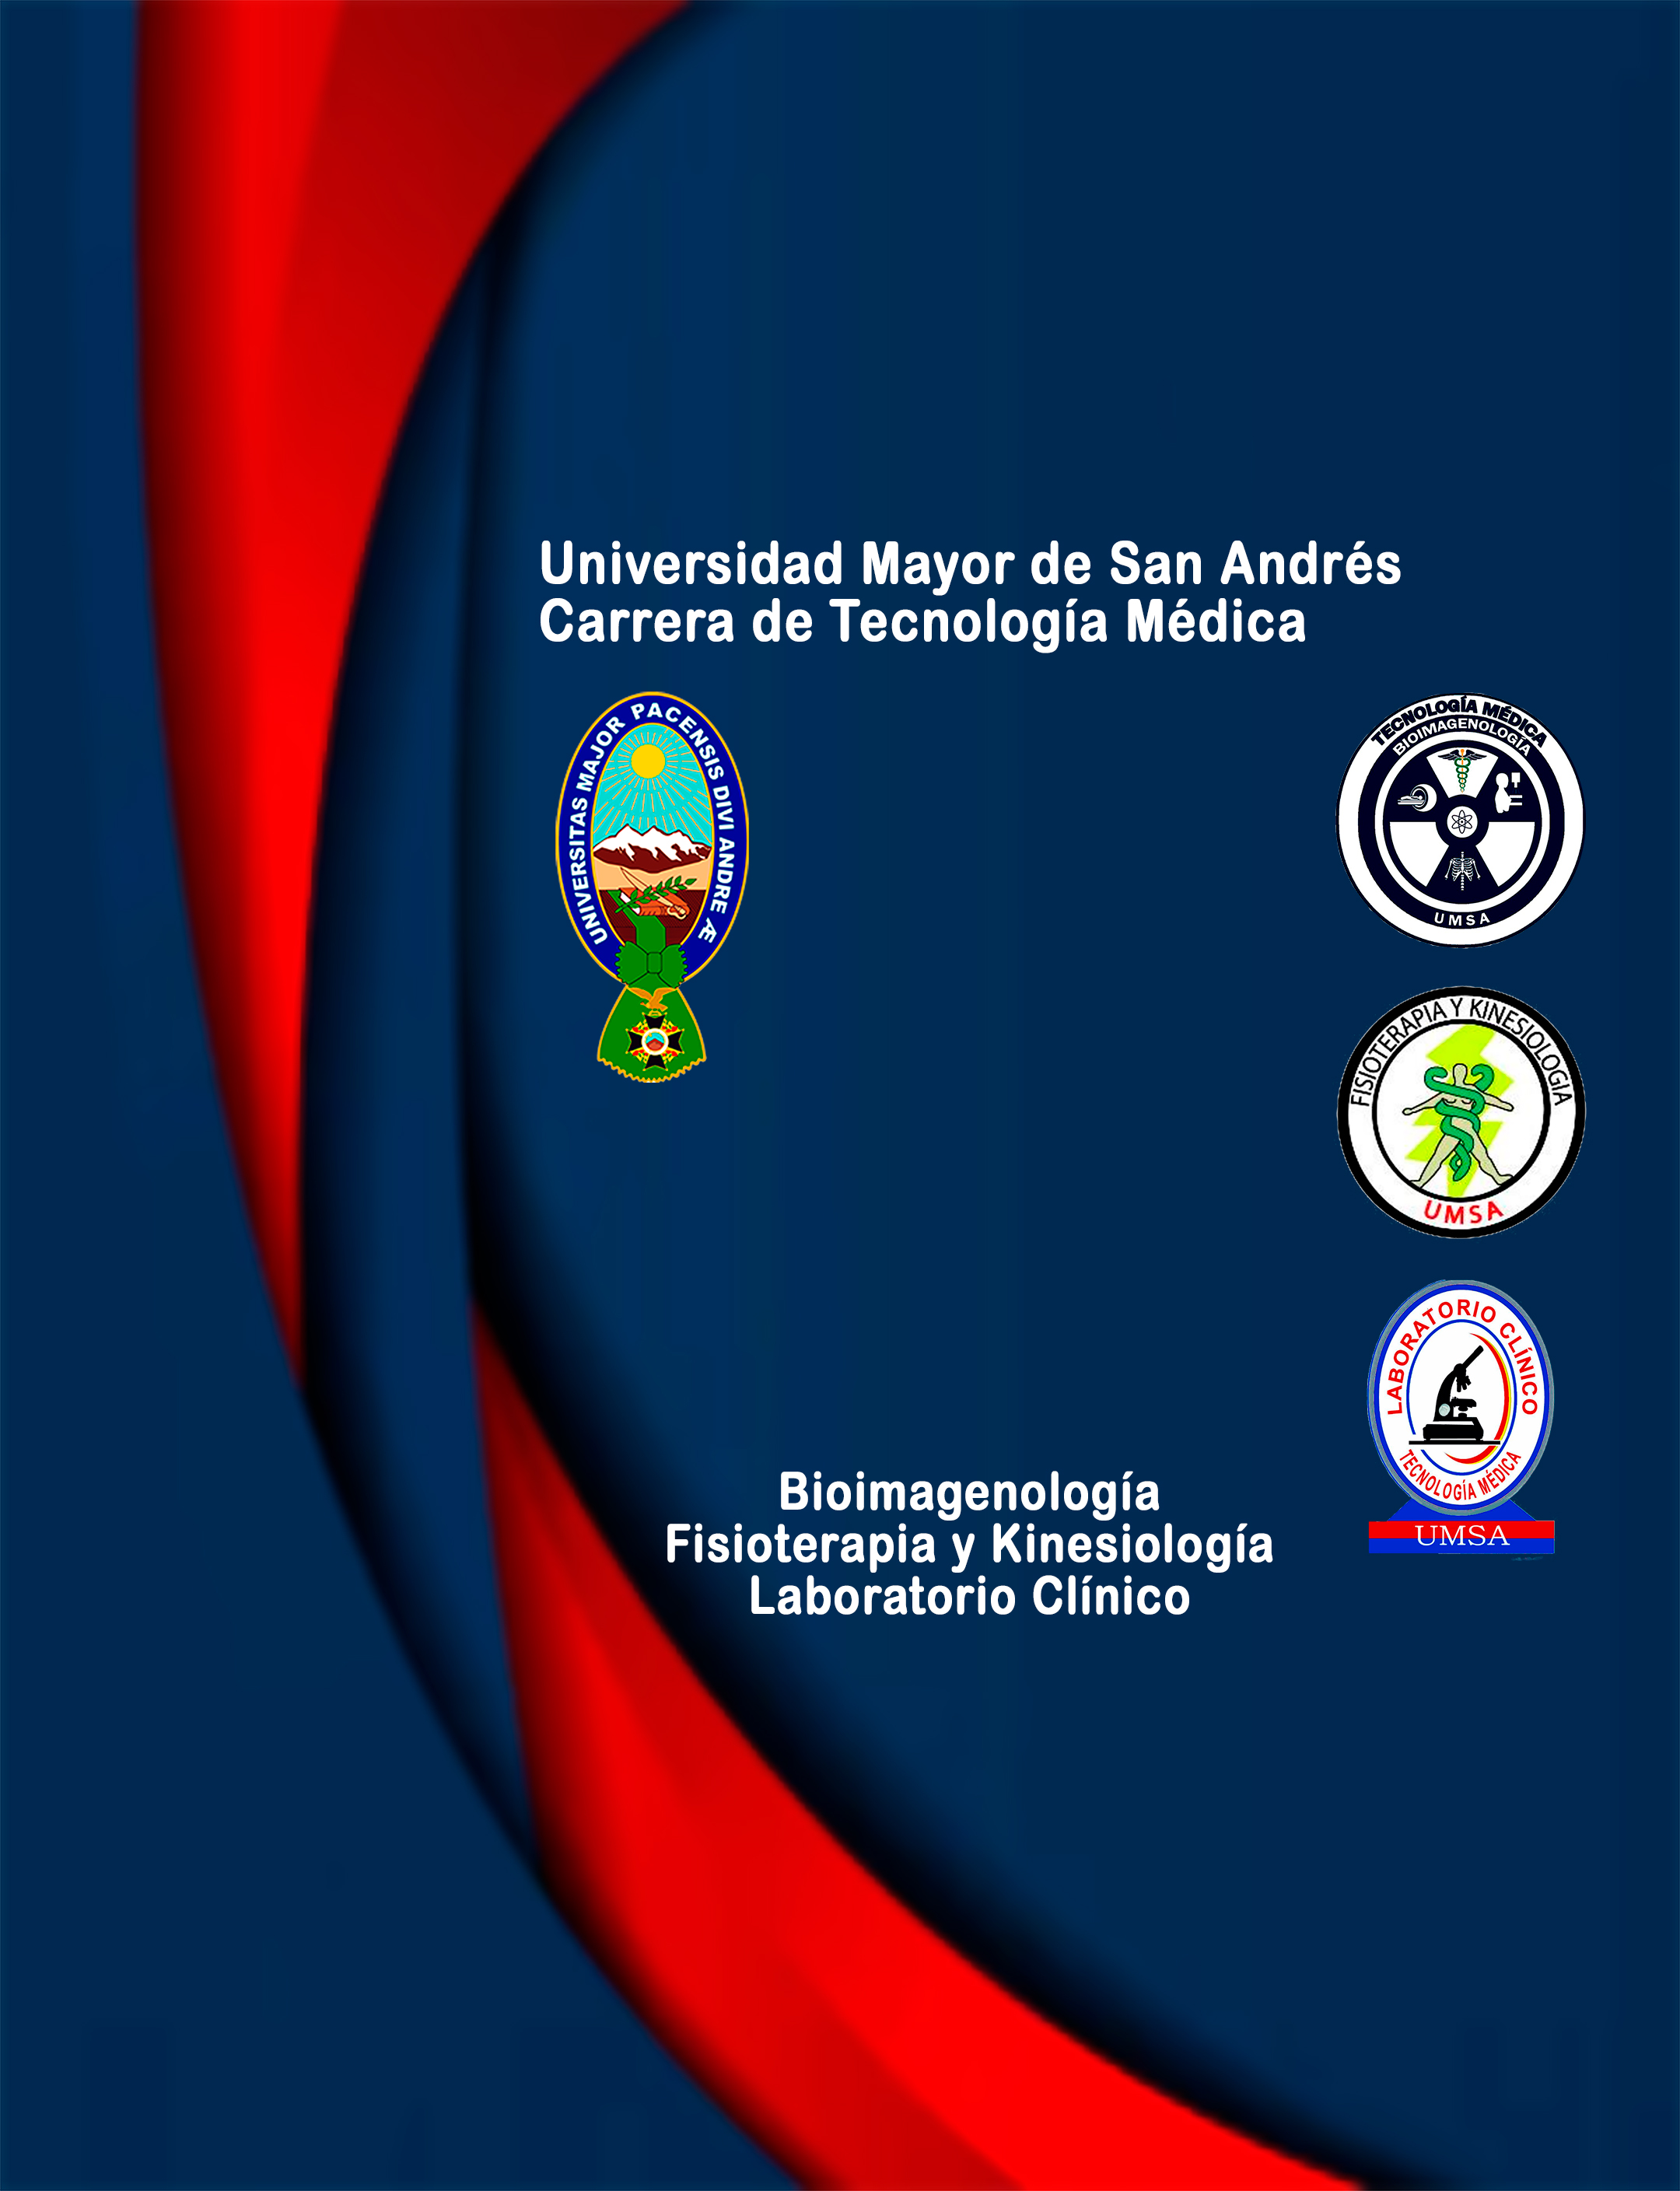 Universidad Mayor de San Andrés
Carrera de Tecnología Médica
UNIVERSITAS MAJOR PACENSIS DIVI ANDRE Æ
TECNOLOGÍA MÉDICA
BIOIMAGENOLOGÍA
UMSA
FISIOTERAPIA Y KINESIOLOGIA
UMSA
LABORATORIO CLÍNICO
TECNOLOGÍA MÉDICA
UMSA
Bioimagenología
Fisioterapia y Kinesiología
Laboratorio Clínico